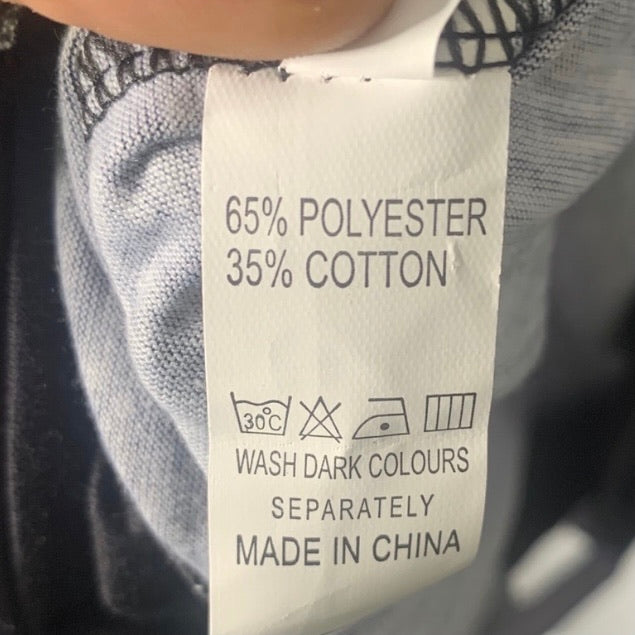 65% POLYESTER
35% COTTON
30°C
WASH DARK COLOURS
SEPARATELY
MADE IN CHINA